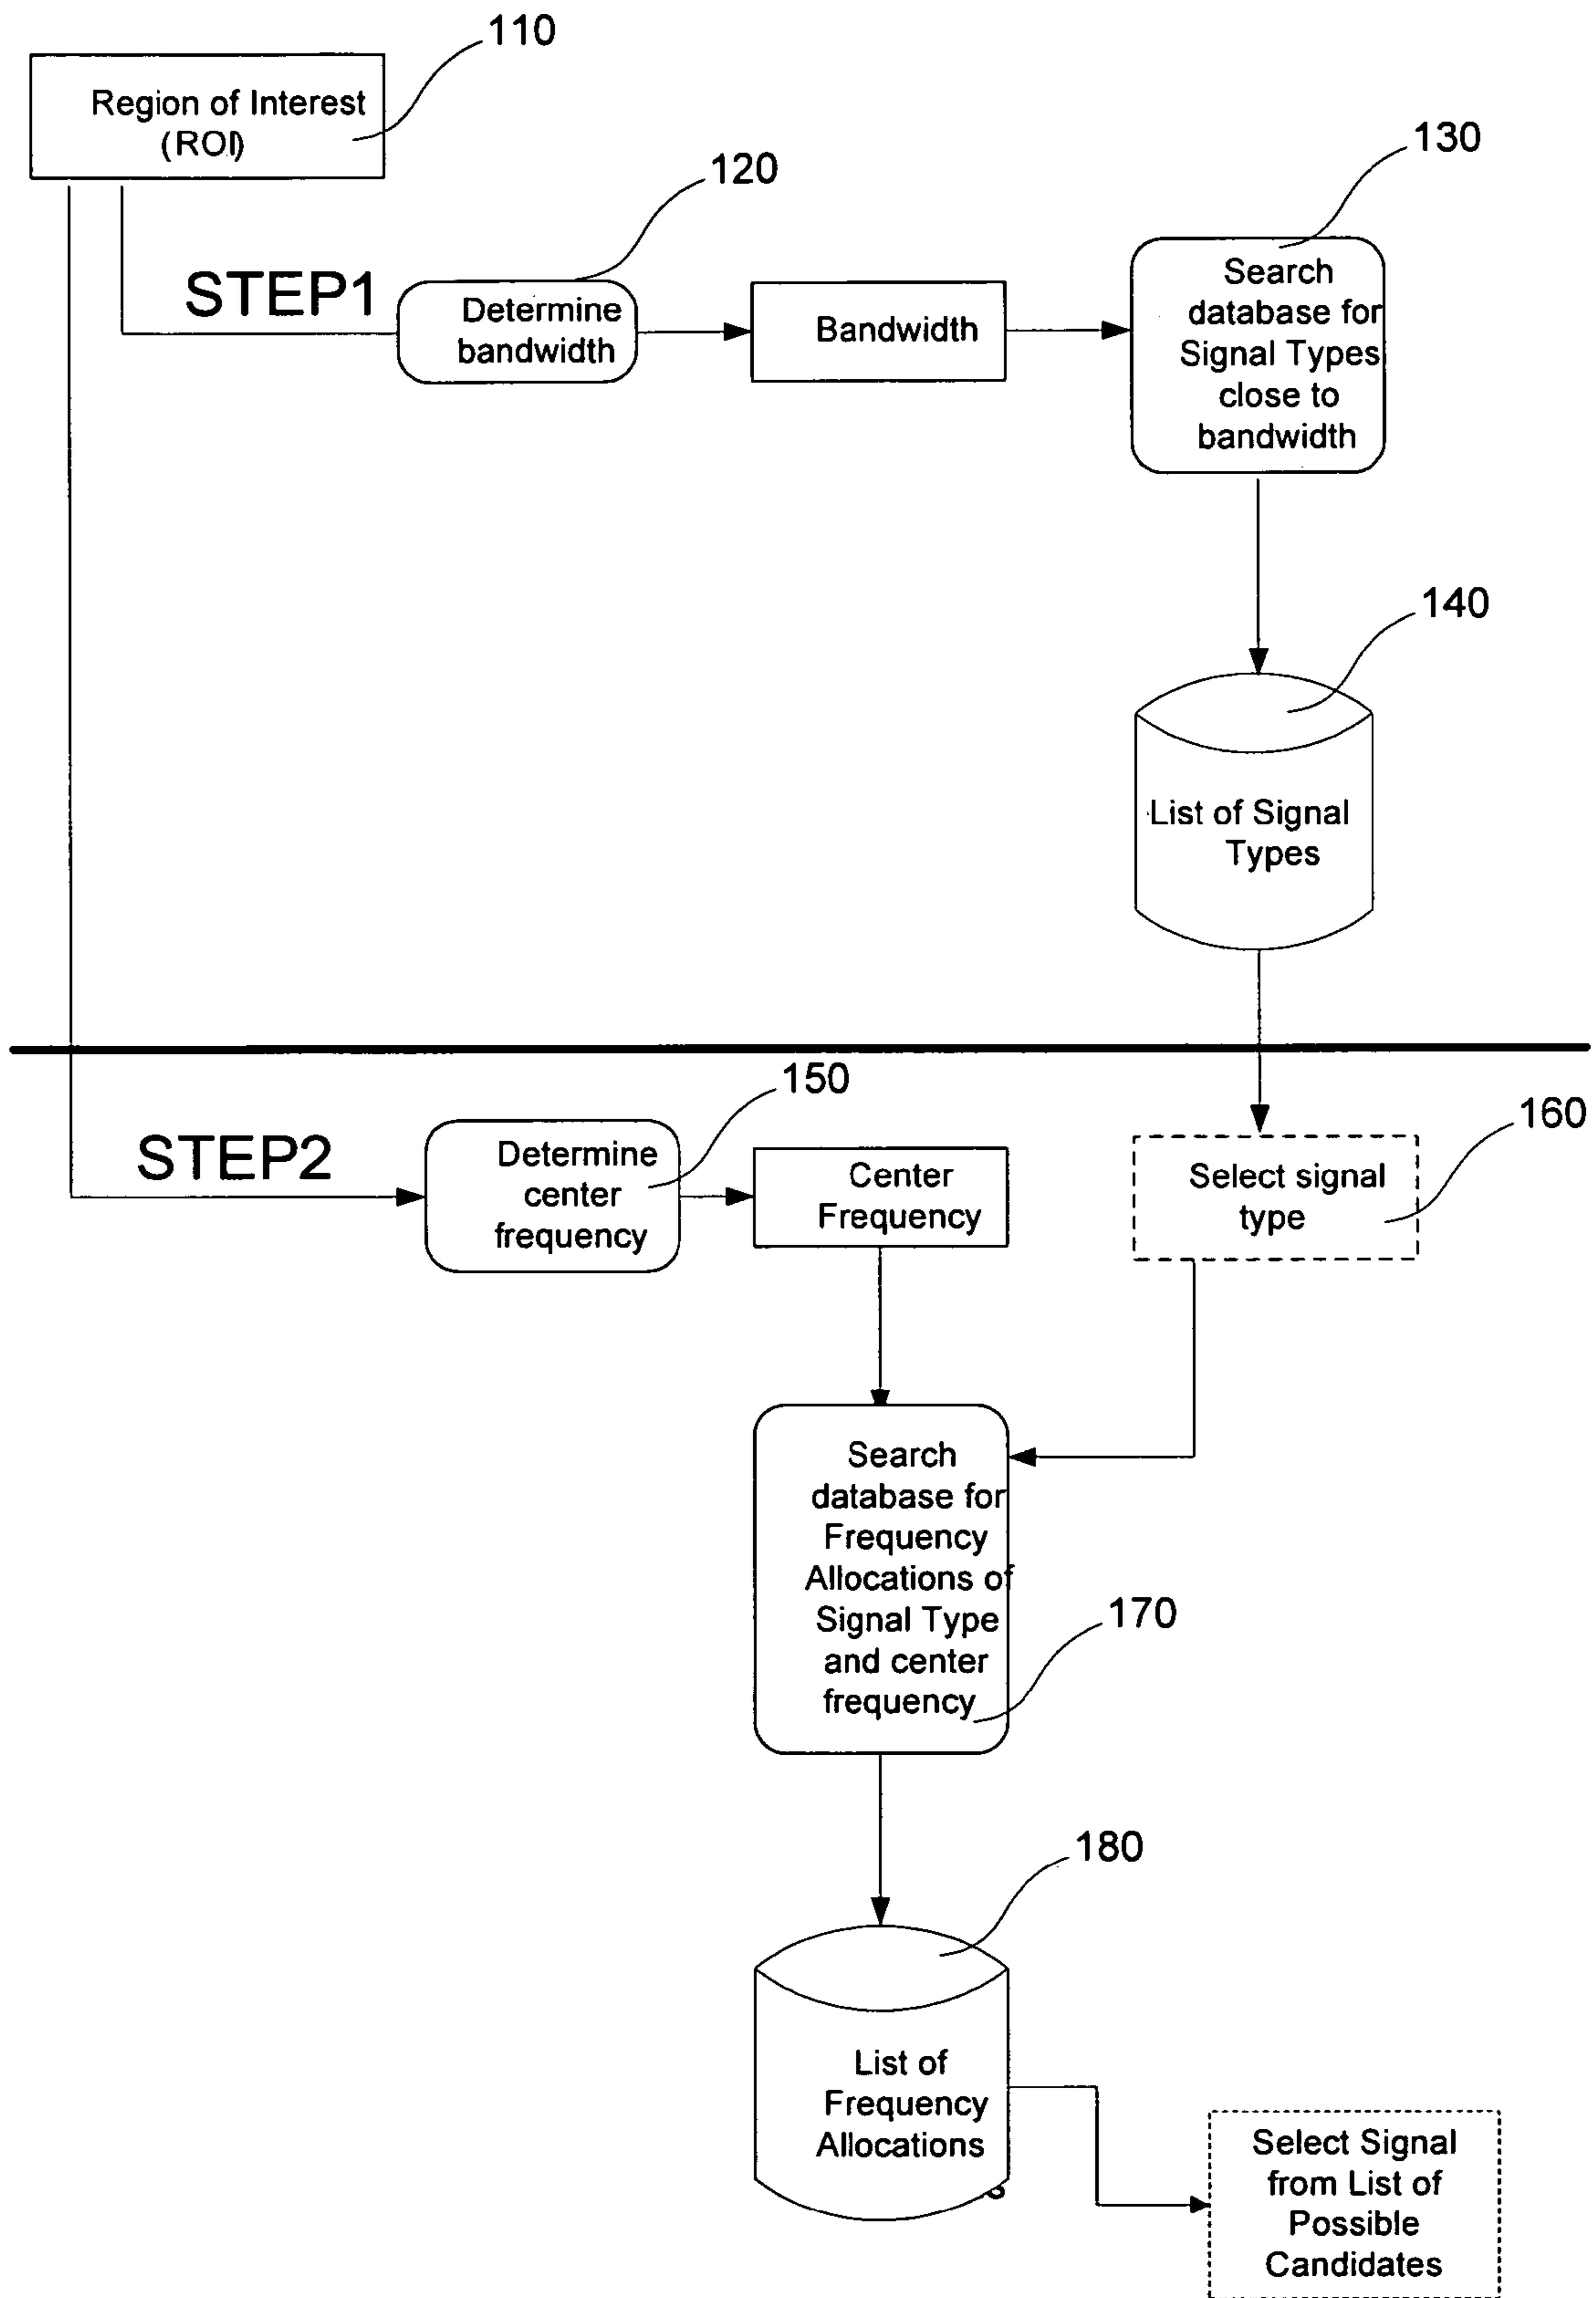 110
Region of Interest
(ROI)
120
130
STEP1
Determine
bandwidth
Bandwidth
Search
database for
Signal Types
close to
bandwidth
140
List of Signal
Types
150
160
STEP2
Determine
center
frequency
Center
Frequency
Select signal
type
Search
database for
Frequency
Allocations of
Signal Type
and center
frequency
170
180
List of
Frequency
Allocations
Select Signal
from List of
Possible
Candidates